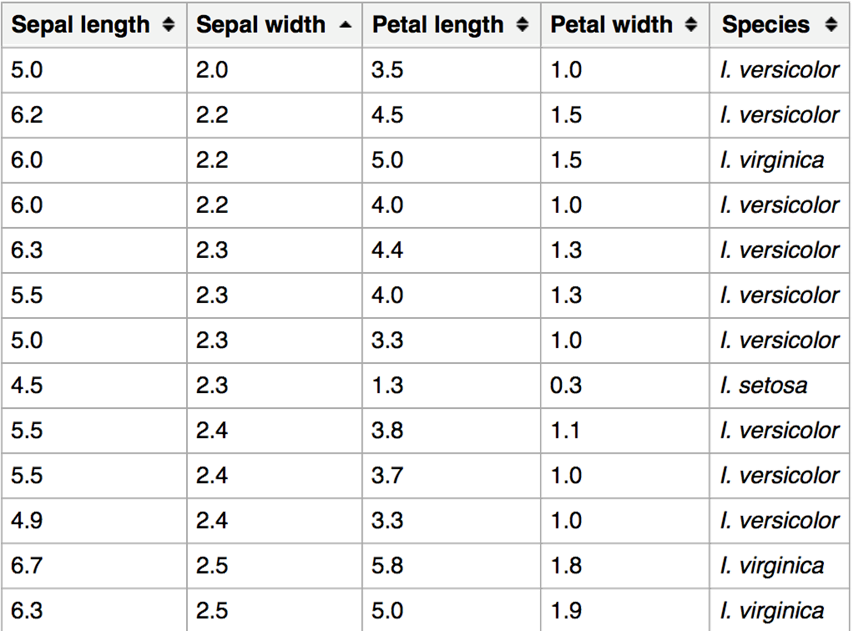 Sepal length Sepal width Petal length Petal width Species
5.0 2.0 3.5 1.0 I. versicolor
6.2 2.2 4.5 1.5 I. versicolor
6.0 2.2 5.0 1.5 I. virginica
6.0 2.2 4.0 1.0 I. versicolor
6.3 2.3 4.4 1.3 I. versicolor
5.5 2.3 4.0 1.3 I. versicolor
5.0 2.3 3.3 1.0 I. versicolor
4.5 2.3 1.3 0.3 I. setosa
5.5 2.4 3.8 1.1 I. versicolor
5.5 2.4 3.7 1.0 I. versicolor
4.9 2.4 3.3 1.0 I. versicolor
6.7 2.5 5.8 1.8 I. virginica
6.3 2.5 5.0 1.9 I. virginica